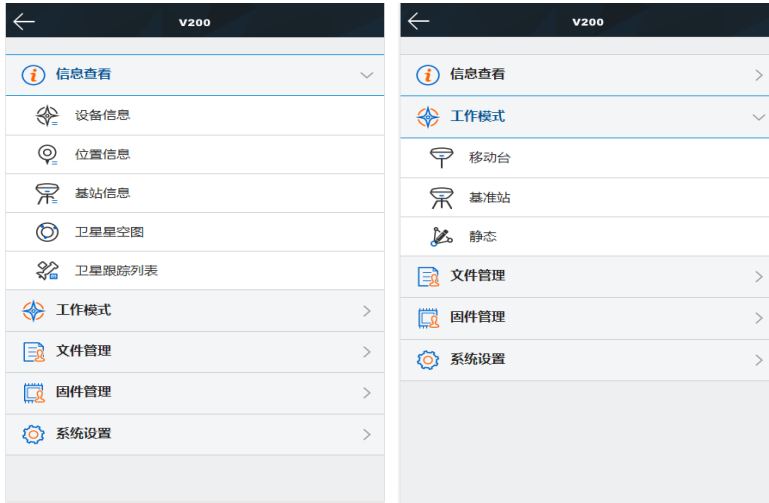 V200
信息查看
设备信息
位置信息
基站信息
卫星星空图
卫星跟踪列表
工作模式
文件管理
固件管理
系统设置
V200
信息查看
工作模式
移动台
基准站
静态
文件管理
固件管理
系统设置